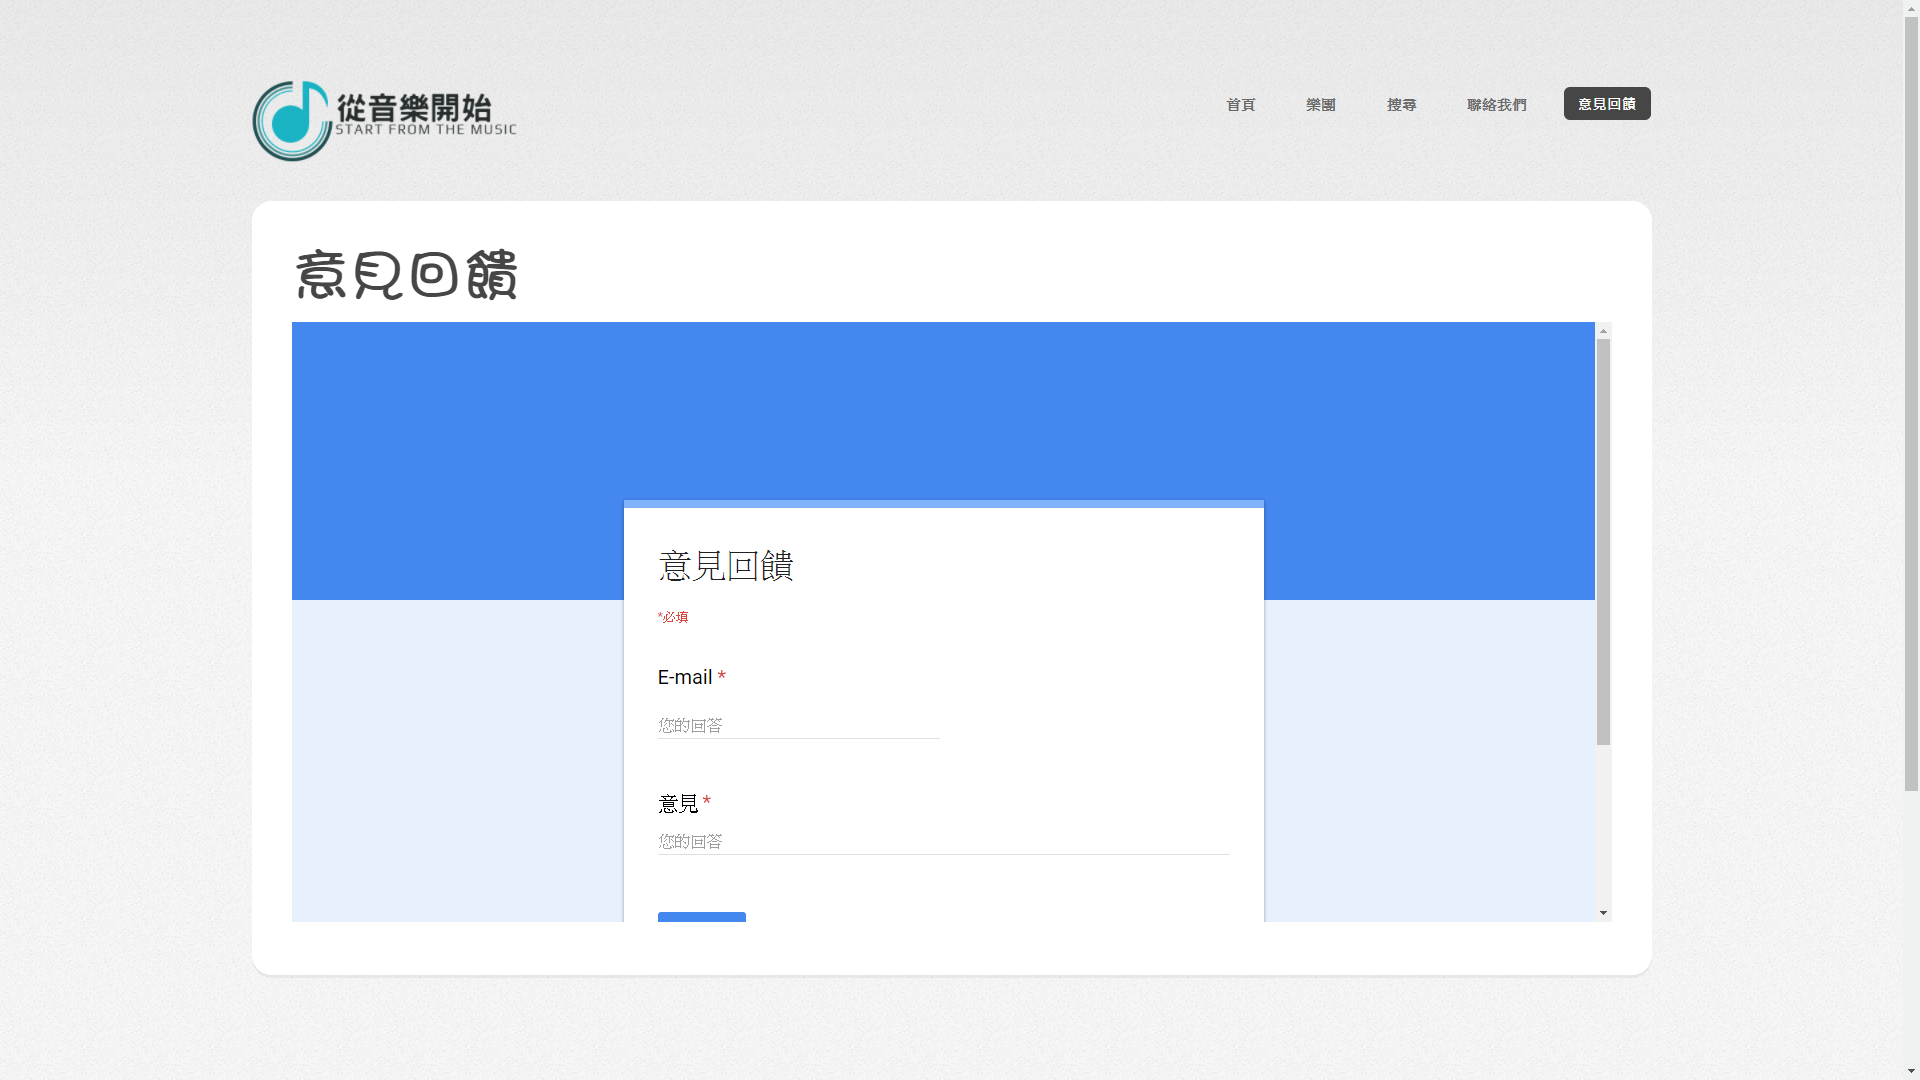 從音樂開始
START FROM THE MUSIC
首頁 樂團 搜尋 聯絡我們 意見回饋
意見回饋
意見回饋
*必填
E-mail *
您的回答
意見 *
您的回答